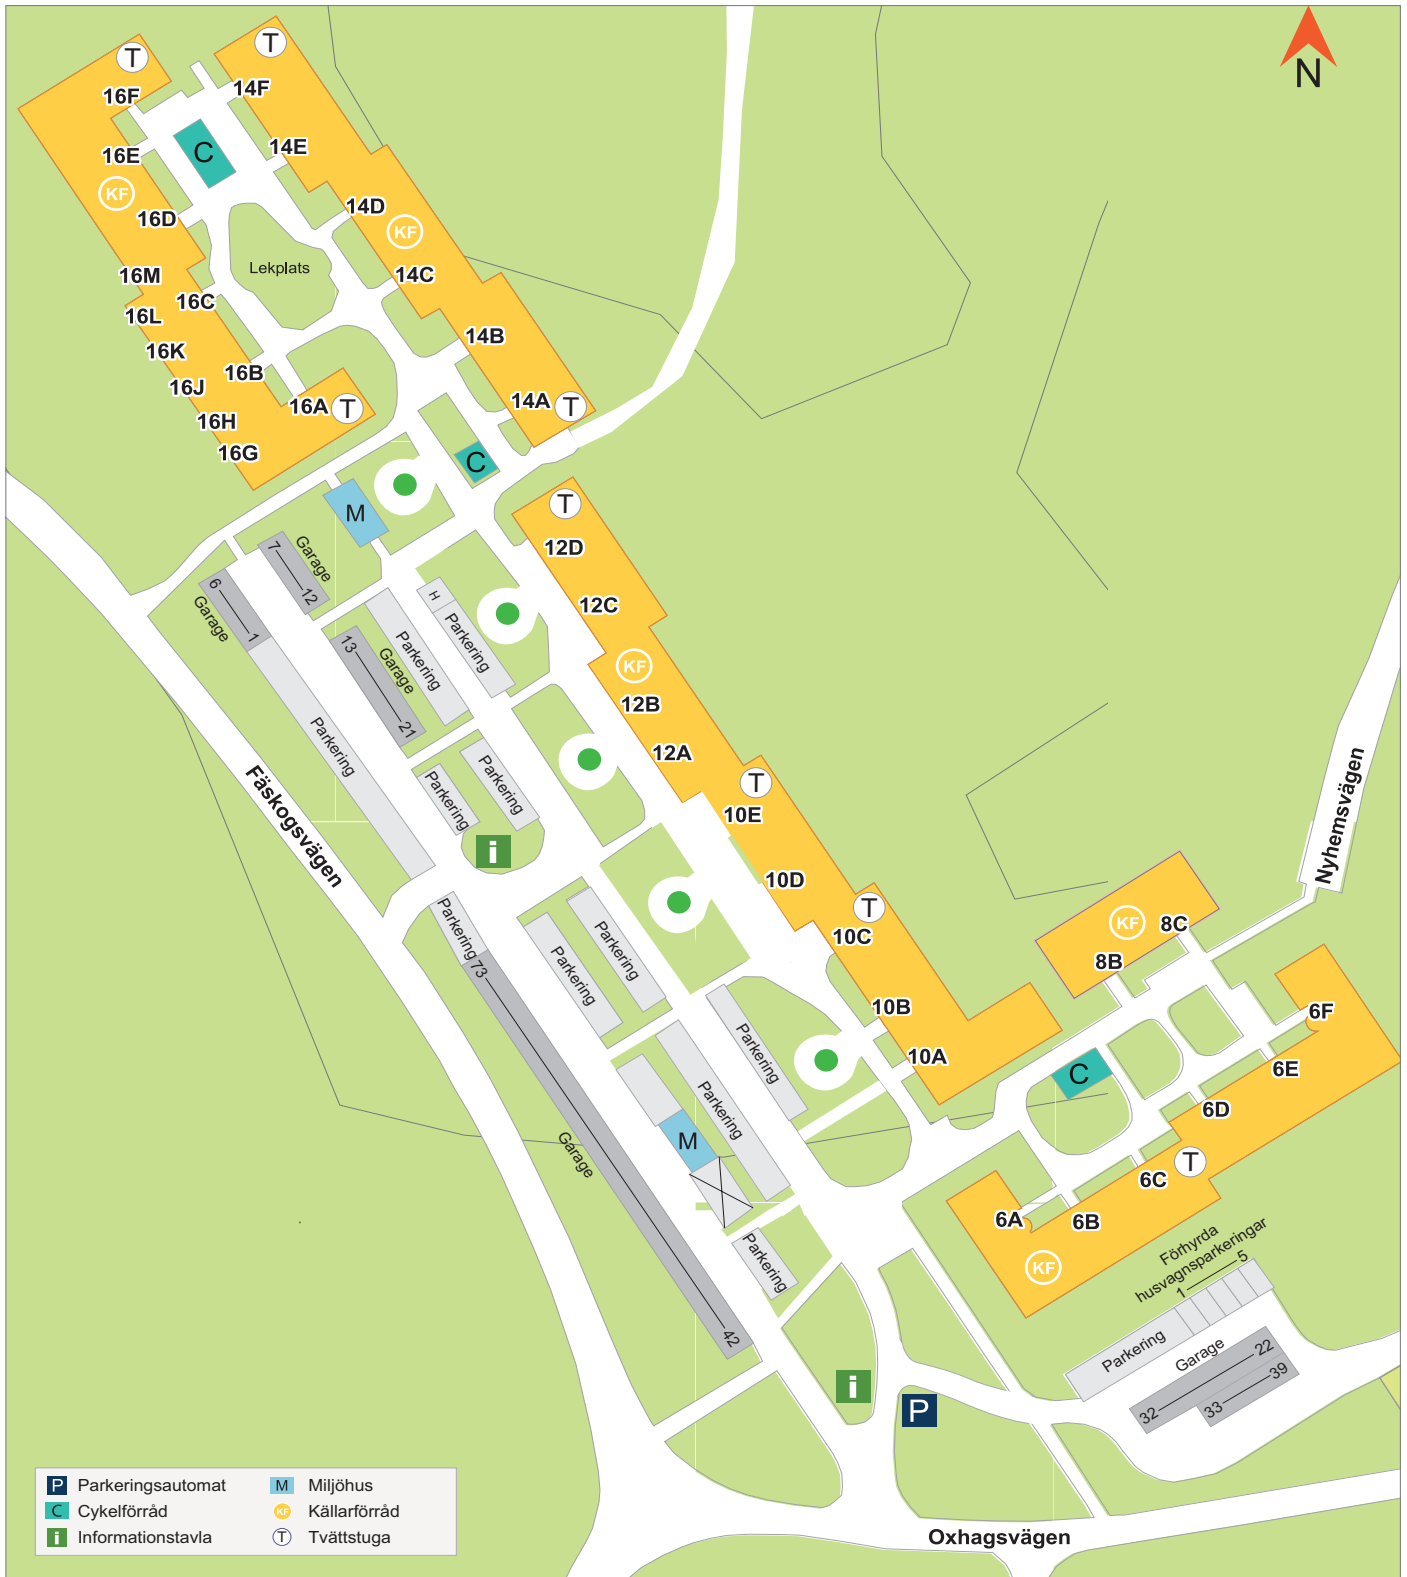 N
T
T
16F
14F
C
14E
16E
KF
16D
14D
KF
Lekplats
16M
14C
16C
16L
14B
16K
16B
16J
14A
T
16A
T
16H
16G
C
M
T
12D
7
12
Garage
6
1
Garage
H
Parkering
12C
Parkering
13
21
Garage
KF
12B
Parkering
12A
T
Parkering
Parkering
10E
Fäskogsvägen
i
10D
Nyhemsvägen
T
10C
KF
8C
8B
Parkering
73
Parkering
Parkering
10B
6F
Parkering
10A
C
6E
Parkering
6D
M
Garage
T
6C
6A
6B
KF
Parkering
Förhyrda
husvagnsparkeringar
1
5
42
Parkering
Garage
22
32
39
33
i
P
P Parkeringsautomat
C Cykelförråd
i Informationstavla
M Miljöhus
KF Källarförråd
T Tvättstuga
Oxhagsvägen